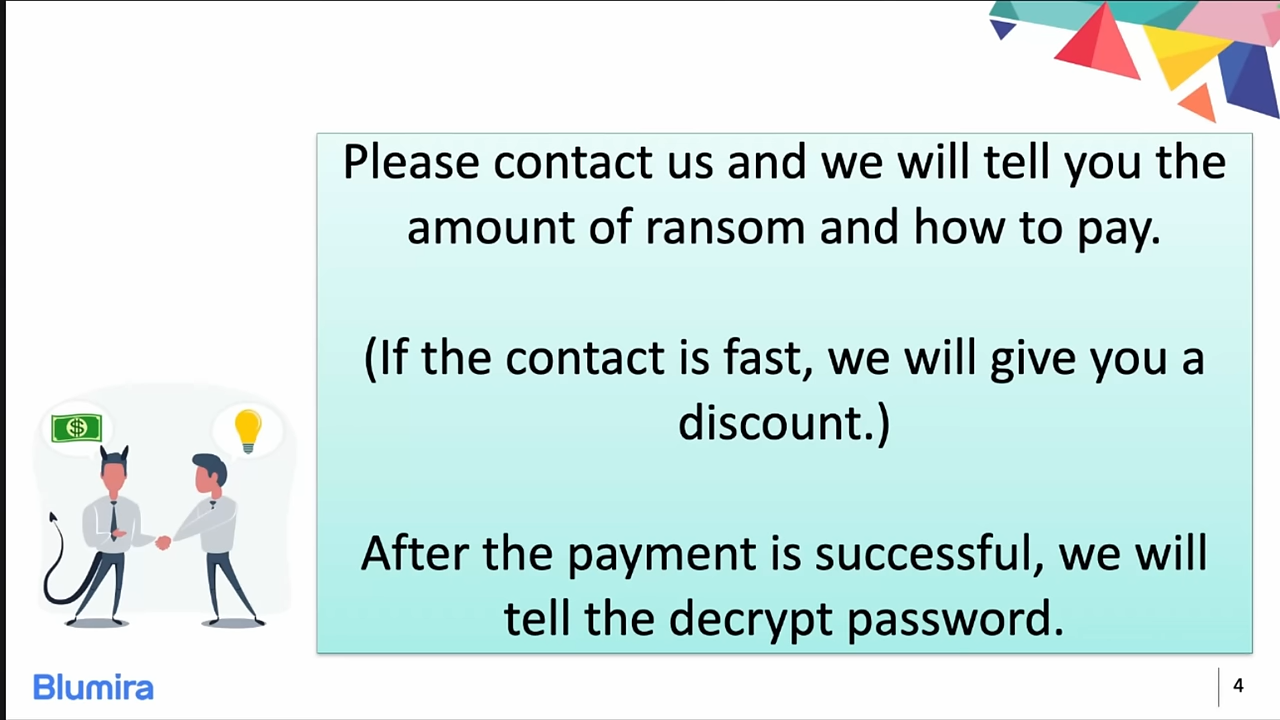 Please contact us and we will tell you the
amount of ransom and how to pay.
(If the contact is fast, we will give you a
discount.)
After the payment is successful, we will
tell the decrypt password.
$
Blumira
4